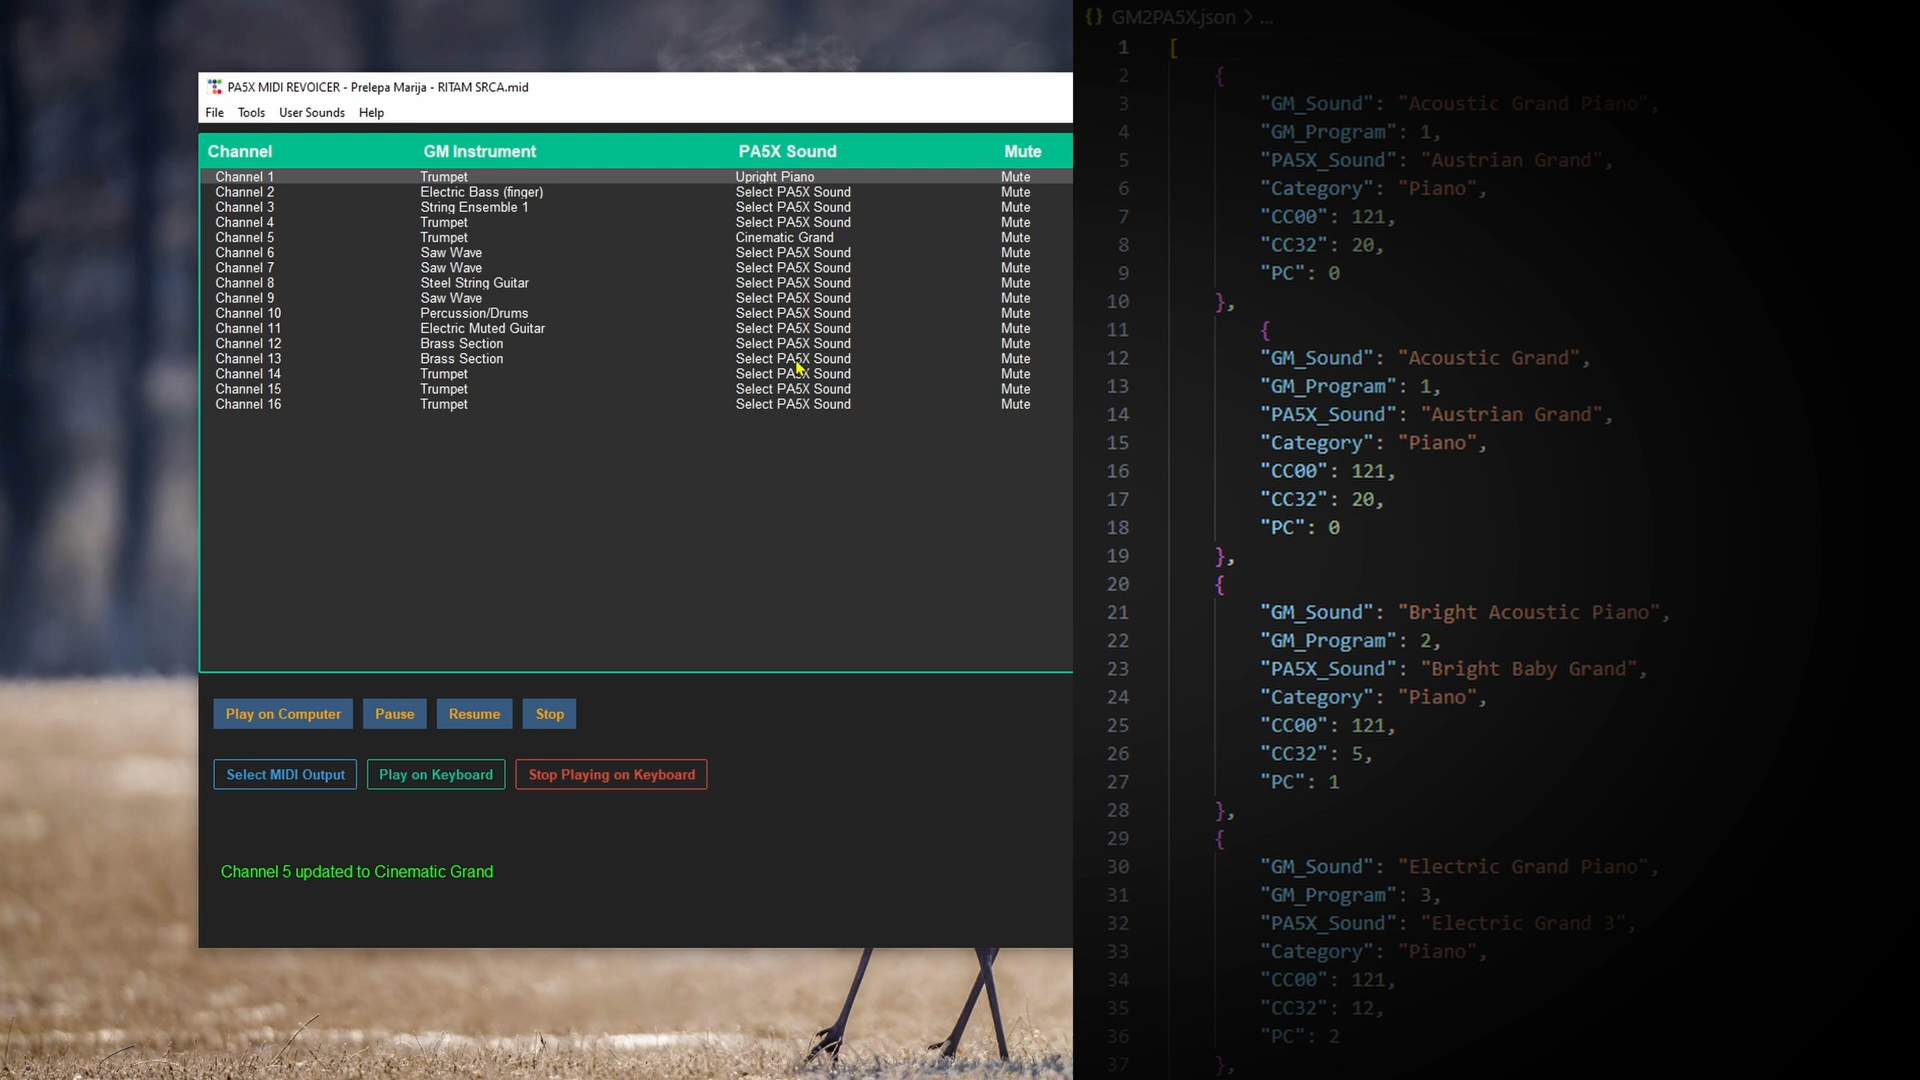 PA5X MIDI REVOICER - Prelepa Marija - RITAM SRCA.mid
File Tools User Sounds Help
Channel GM Instrument PA5X Sound Mute
Channel 1 Trumpet Upright Piano Mute
Channel 2 Electric Bass (finger) Select PA5X Sound Mute
Channel 3 String Ensemble 1 Select PA5X Sound Mute
Channel 4 Trumpet Select PA5X Sound Mute
Channel 5 Trumpet Cinematic Grand Mute
Channel 6 Saw Wave Select PA5X Sound Mute
Channel 7 Saw Wave Select PA5X Sound Mute
Channel 8 Steel String Guitar Select PA5X Sound Mute
Channel 9 Saw Wave Select PA5X Sound Mute
Channel 10 Percussion/Drums Select PA5X Sound Mute
Channel 11 Electric Muted Guitar Select PA5X Sound Mute
Channel 12 Brass Section Select PA5X Sound Mute
Channel 13 Brass Section Select PA5X Sound Mute
Channel 14 Trumpet Select PA5X Sound Mute
Channel 15 Trumpet Select PA5X Sound Mute
Channel 16 Trumpet Select PA5X Sound Mute
Play on Computer Pause Resume Stop
Select MIDI Output Play on Keyboard Stop Playing on Keyboard
Channel 5 updated to Cinematic Grand
{} GM2PA5X.json > ...
1 [
2 {
3 "GM_Sound": "Acoustic Grand Piano",
4 "GM_Program": 1,
5 "PA5X_Sound": "Austrian Grand",
6 "Category": "Piano",
7 "CC00": 121,
8 "CC32": 20,
9 "PC": 0
10 },
11 {
12 "GM_Sound": "Acoustic Grand",
13 "GM_Program": 1,
14 "PA5X_Sound": "Austrian Grand",
15 "Category": "Piano",
16 "CC00": 121,
17 "CC32": 20,
18 "PC": 0
19 },
20 {
21 "GM_Sound": "Bright Acoustic Piano",
22 "GM_Program": 2,
23 "PA5X_Sound": "Bright Baby Grand",
24 "Category": "Piano",
25 "CC00": 121,
26 "CC32": 5,
27 "PC": 1
28 },
29 {
30 "GM_Sound": "Electric Grand Piano",
31 "GM_Program": 3,
32 "PA5X_Sound": "Electric Grand 3",
33 "Category": "Piano",
34 "CC00": 121,
35 "CC32": 12,
36 "PC": 2
37 },